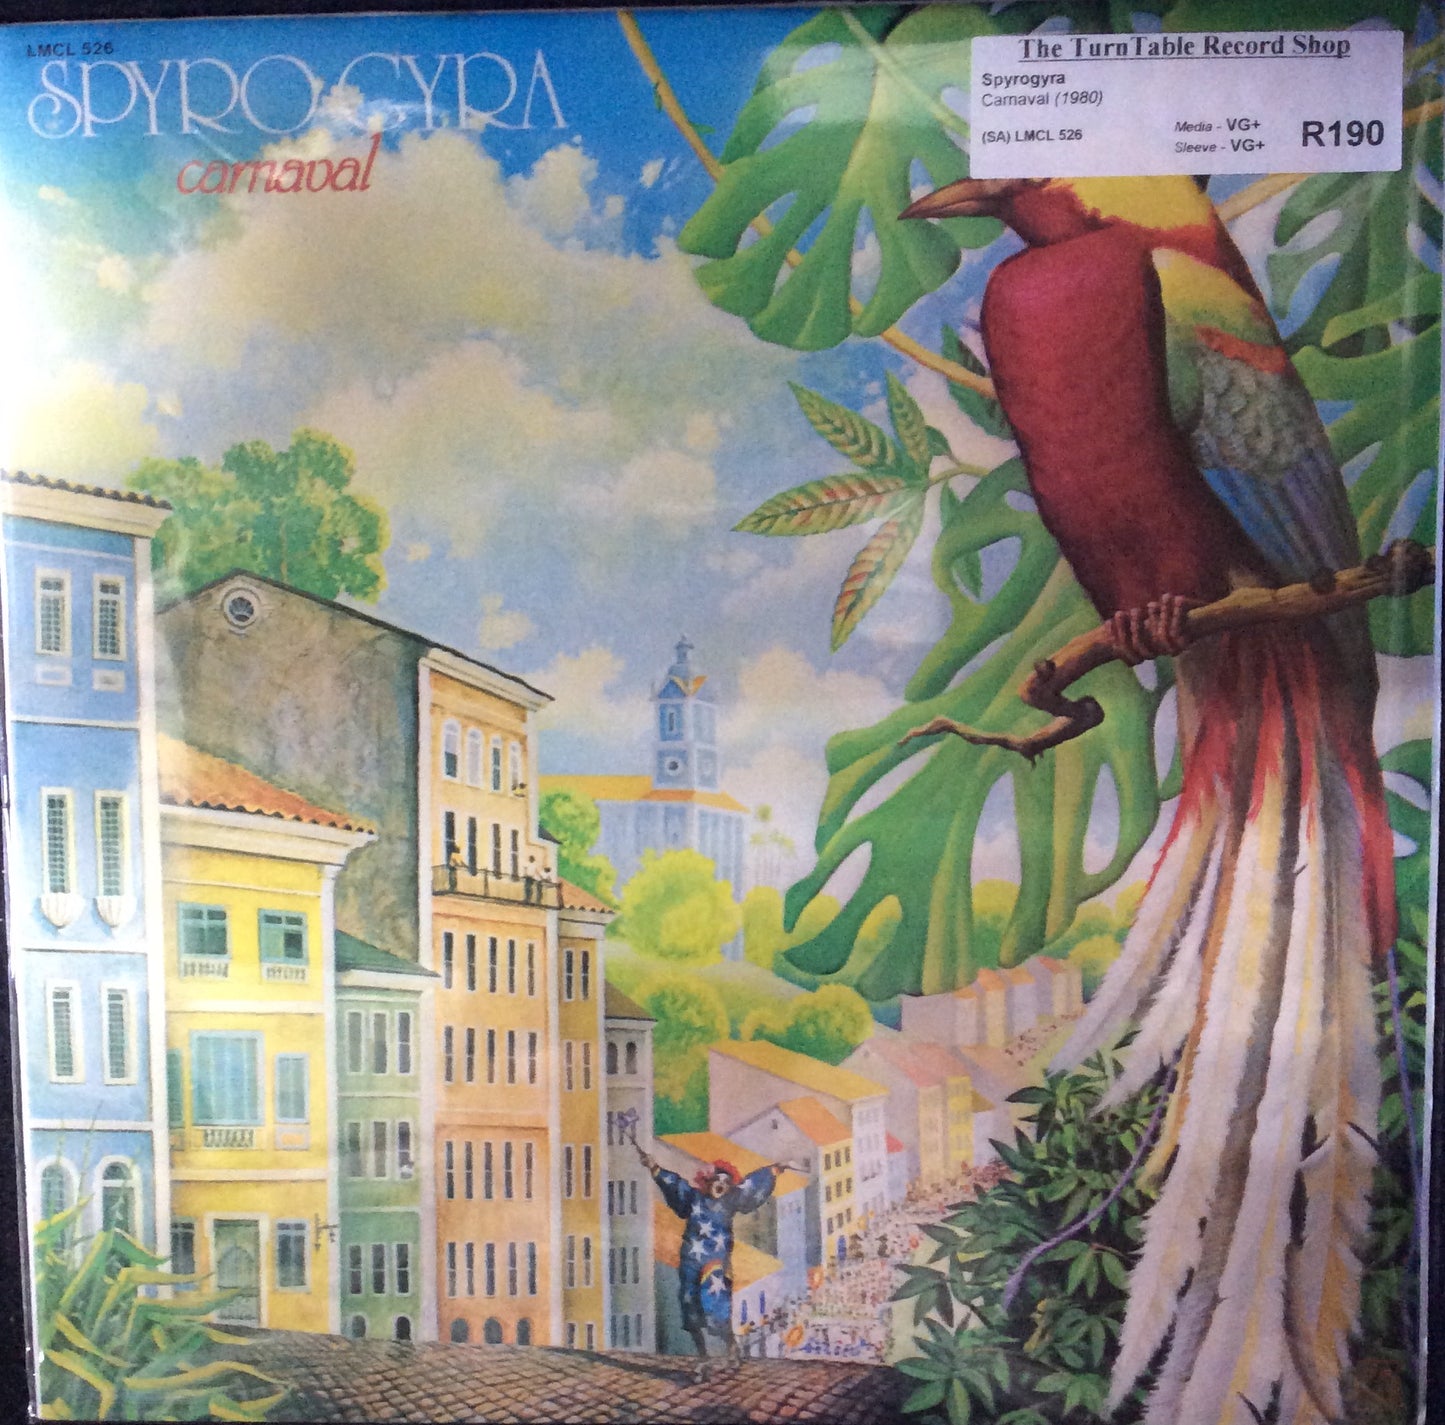 LMCL 526
SPYRO GYRA
carnaval
The TurnTable Record Shop
Spyrogyra
Carnaval (1980)
(SA) LMCL 526
Media - VG+
Sleeve - VG+
R190